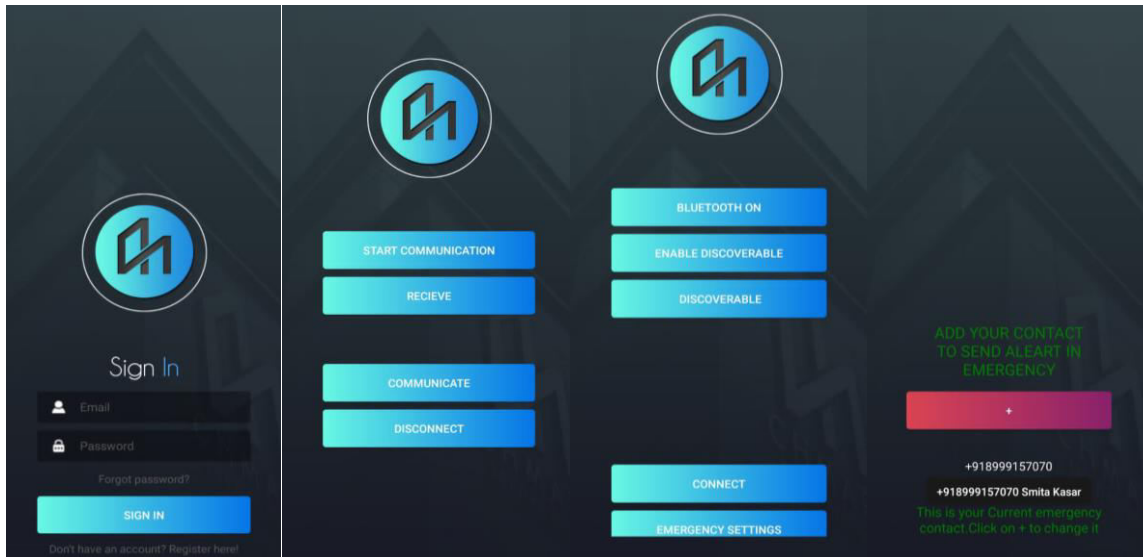 Sign In
Email
Password
Forgot password?
SIGN IN
Don't have an account? Register here!
START COMMUNICATION
RECIEVE
COMMUNICATE
DISCONNECT
BLUETOOTH ON
ENABLE DISCOVERABLE
DISCOVERABLE
CONNECT
EMERGENCY SETTINGS
ADD YOUR CONTACT
TO SEND ALEART IN
EMERGENCY
+
+918999157070
+918999157070 Smita Kasar
This is your Current emergency
contact.Click on + to change it